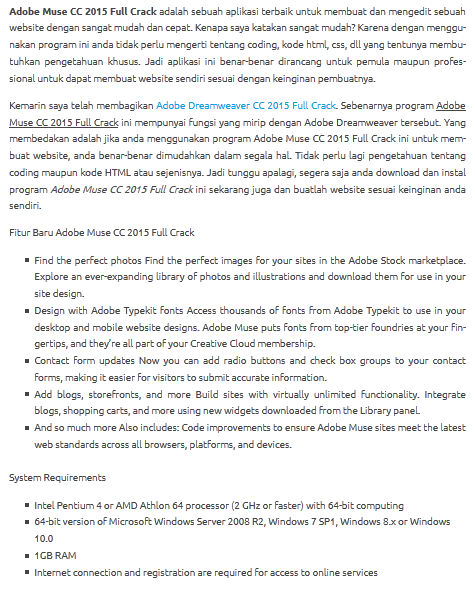 Adobe Muse CC 2015 Full Crack adalah sebuah aplikasi terbaik untuk membuat dan mengedit sebuah
website dengan sangat mudah dan cepat. Kenapa saya katakan sangat mudah? Karena dengan menggu-
nakan program ini anda tidak perlu mengerti tentang coding, kode html, css, dll yang tentunya membu-
tuhkan pengetahuan khusus. Jadi aplikasi ini benar-benar dirancang untuk pemula maupun profes-
sional untuk dapat membuat website sendiri sesuai dengan keinginan pembuatnya.
Kemarin saya telah membagikan Adobe Dreamweaver CC 2015 Full Crack. Sebenarnya program Adobe
Muse CC 2015 Full Crack ini mempunyai fungsi yang mirip dengan Adobe Dreamweaver tersebut. Yang
membedakan adalah jika anda menggunakan program Adobe Muse CC 2015 Full Crack ini untuk mem-
buat website, anda benar-benar dimudahkan dalam segala hal. Tidak perlu lagi pengetahuan tentang
coding maupun kode HTML atau sejenisnya. Jadi tunggu apalagi, segera saja anda download dan instal
program Adobe Muse CC 2015 Full Crack ini sekarang juga dan buatlah website sesuai keinginan anda
sendiri.
Fitur Baru Adobe Muse CC 2015 Full Crack
Find the perfect photos Find the perfect images for your sites in the Adobe Stock marketplace.
Explore an ever-expanding library of photos and illustrations and download them for use in your
site design.
Design with Adobe Typekit fonts Access thousands of fonts from Adobe Typekit to use in your
desktop and mobile website designs. Adobe Muse puts fonts from top-tier foundries at your fin-
gertips, and they're all part of your Creative Cloud membership.
Contact form updates Now you can add radio buttons and check box groups to your contact
forms, making it easier for visitors to submit accurate information.
Add blogs, storefronts, and more Build sites with virtually unlimited functionality. Integrate
blogs, shopping carts, and more using new widgets downloaded from the Library panel.
And so much more Also includes: Code improvements to ensure Adobe Muse sites meet the latest
web standards across all browsers, platforms, and devices.
System Requirements
Intel Pentium 4 or AMD Athlon 64 processor (2 GHz or faster) with 64-bit computing
64-bit version of Microsoft Windows Server 2008 R2, Windows 7 SP1, Windows 8.x or Windows
10.0
1GB RAM
Internet connection and registration are required for access to online services